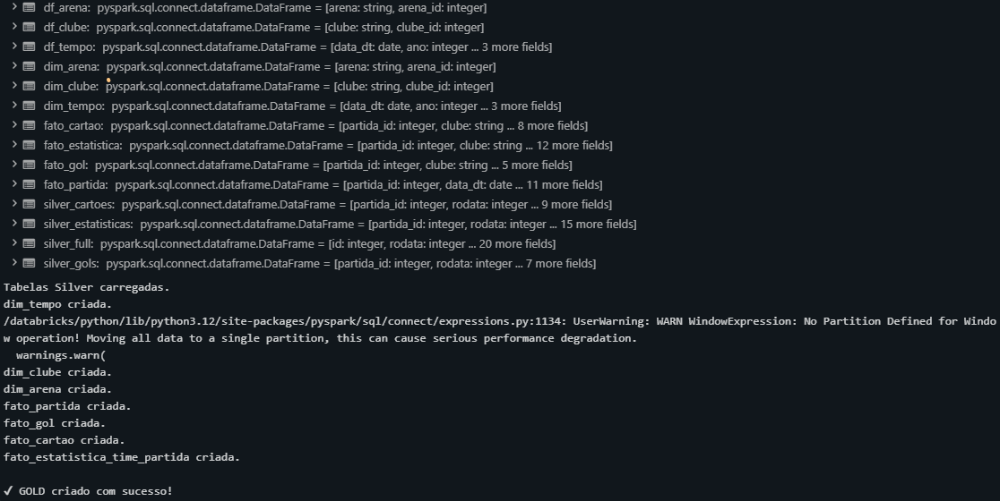 df_arena: pyspark.sql.connect.dataframe.DataFrame = [arena: string, arena_id: integer]
df_clube: pyspark.sql.connect.dataframe.DataFrame = [clube: string, clube_id: integer]
df_tempo: pyspark.sql.connect.dataframe.DataFrame = [data_dt: date, ano: integer ... 3 more fields]
dim_arena: pyspark.sql.connect.dataframe.DataFrame = [arena: string, arena_id: integer]
dim_clube: pyspark.sql.connect.dataframe.DataFrame = [clube: string, clube_id: integer]
dim_tempo: pyspark.sql.connect.dataframe.DataFrame = [data_dt: date, ano: integer ... 3 more fields]
fato_cartao: pyspark.sql.connect.dataframe.DataFrame = [partida_id: integer, clube: string ... 8 more fields]
fato_estatistica: pyspark.sql.connect.dataframe.DataFrame = [partida_id: integer, clube: string ... 12 more fields]
fato_gol: pyspark.sql.connect.dataframe.DataFrame = [partida_id: integer, clube: string ... 5 more fields]
fato_partida: pyspark.sql.connect.dataframe.DataFrame = [partida_id: integer, data_dt: date ... 11 more fields]
silver_cartoes: pyspark.sql.connect.dataframe.DataFrame = [partida_id: integer, rodata: integer ... 9 more fields]
silver_estatisticas: pyspark.sql.connect.dataframe.DataFrame = [partida_id: integer, rodata: integer ... 15 more fields]
silver_full: pyspark.sql.connect.dataframe.DataFrame = [id: integer, rodata: integer ... 20 more fields]
silver_gols: pyspark.sql.connect.dataframe.DataFrame = [partida_id: integer, rodata: integer ... 7 more fields]
Tabelas Silver carregadas.
dim_tempo criada.
/databricks/python/lib/python3.12/site-packages/pyspark/sql/connect/expressions.py:1134: UserWarning: WARN WindowExpression: No Partition Defined for Windo
w operation! Moving all data to a single partition, this can cause serious performance degradation.
  warnings.warn(
dim_clube criada.
dim_arena criada.
fato_partida criada.
fato_gol criada.
fato_cartao criada.
fato_estatistica_time_partida criada.
✔ GOLD criado com sucesso!